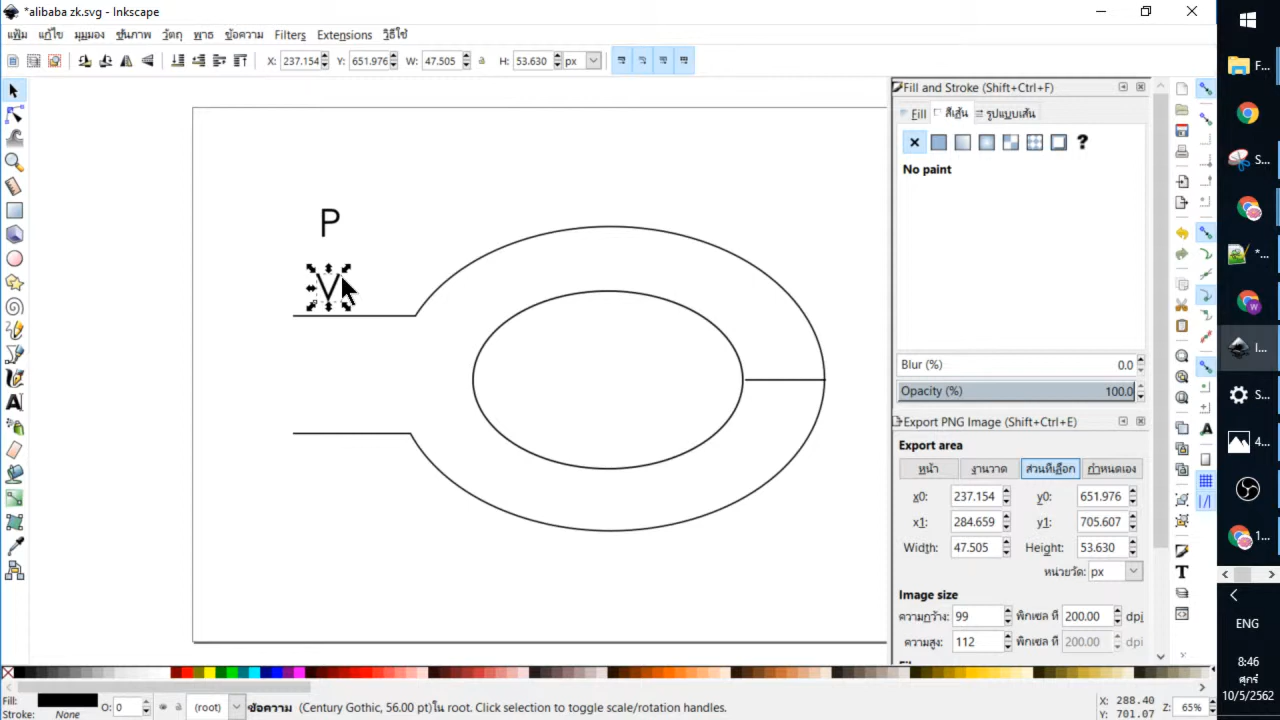 *alibaba zk.svg - Inkscape
แฟ้ม แก้ไข มุมมอง ชั้นภาพ วัตถุ พาธ ข้อความ Filters Extensions วิธีใช้
X: 237.154 Y: 651.976 W: 47.505 H: 53.630 px
Fill and Stroke (Shift+Ctrl+F)
Fill สีเส้น รูปแบบเส้น
No paint
P
V
Blur (%) 0.0
Opacity (%) 100.0
Export PNG Image (Shift+Ctrl+E)
Export area
หน้า งานวาด ส่วนที่เลือก กำหนดเอง
x0: 237.154 y0: 651.976
x1: 284.659 y1: 705.607
Width: 47.505 Height: 53.630
หน่วยวัด: px
Image size
ความกว้าง: 99 พิกเซล ที่ 200.00 dpi
ความสูง: 112 พิกเซล ที่ 200.00 dpi
Fill:
Stroke: None
O: 0
(root)
ข้อความ (Century Gothic, 56.00 pt)ใน root. Click selection to toggle scale/rotation handles.
X: 288.40
Y: 701.07
Z: 65%
F...
S...
*...
I...
S...
4...
1...
ENG
8:46
ศุกร์
10/5/2562